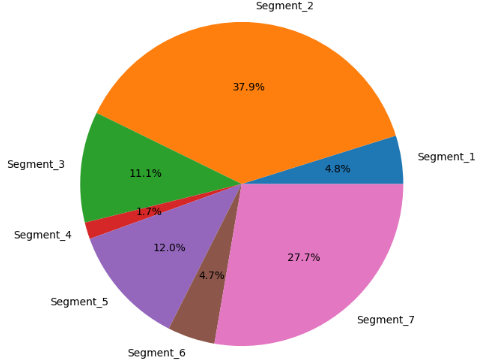 Segment_2
37.9%
Segment_1
4.8%
Segment_3
11.1%
1.7%
Segment_4
12.0%
Segment_5
4.7%
Segment_6
27.7%
Segment_7